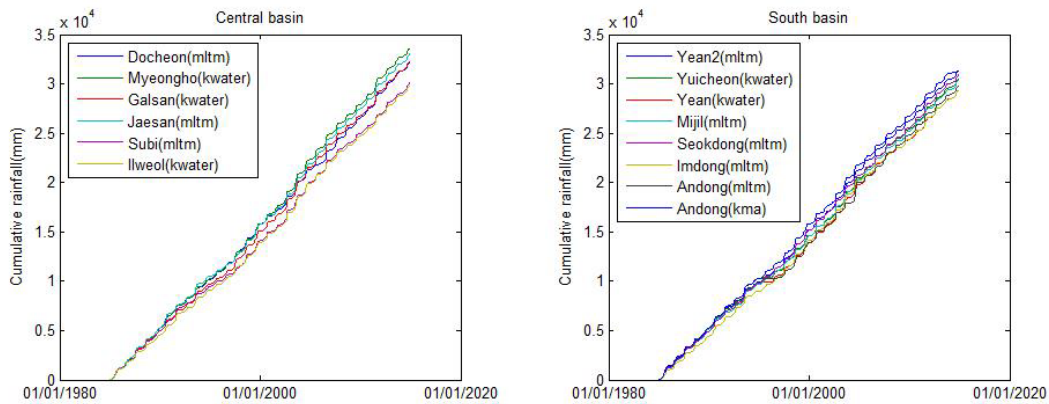 Central basin
x 10⁴
3.5
3
2.5
2
1.5
1
0.5
0
Cumulative rainfall(mm)
Docheon(mltm)
Myeongho(kwater)
Galsan(kwater)
Jaesan(mltm)
Subi(mltm)
Ilweol(kwater)
01/01/1980
01/01/2000
01/01/2020
South basin
x 10⁴
3.5
3
2.5
2
1.5
1
0.5
0
Cumulative rainfall(mm)
Yean2(mltm)
Yuicheon(kwater)
Yean(kwater)
Mijil(mltm)
Seokdong(mltm)
Imdong(mltm)
Andong(mltm)
Andong(kma)
01/01/1980
01/01/2000
01/01/2020